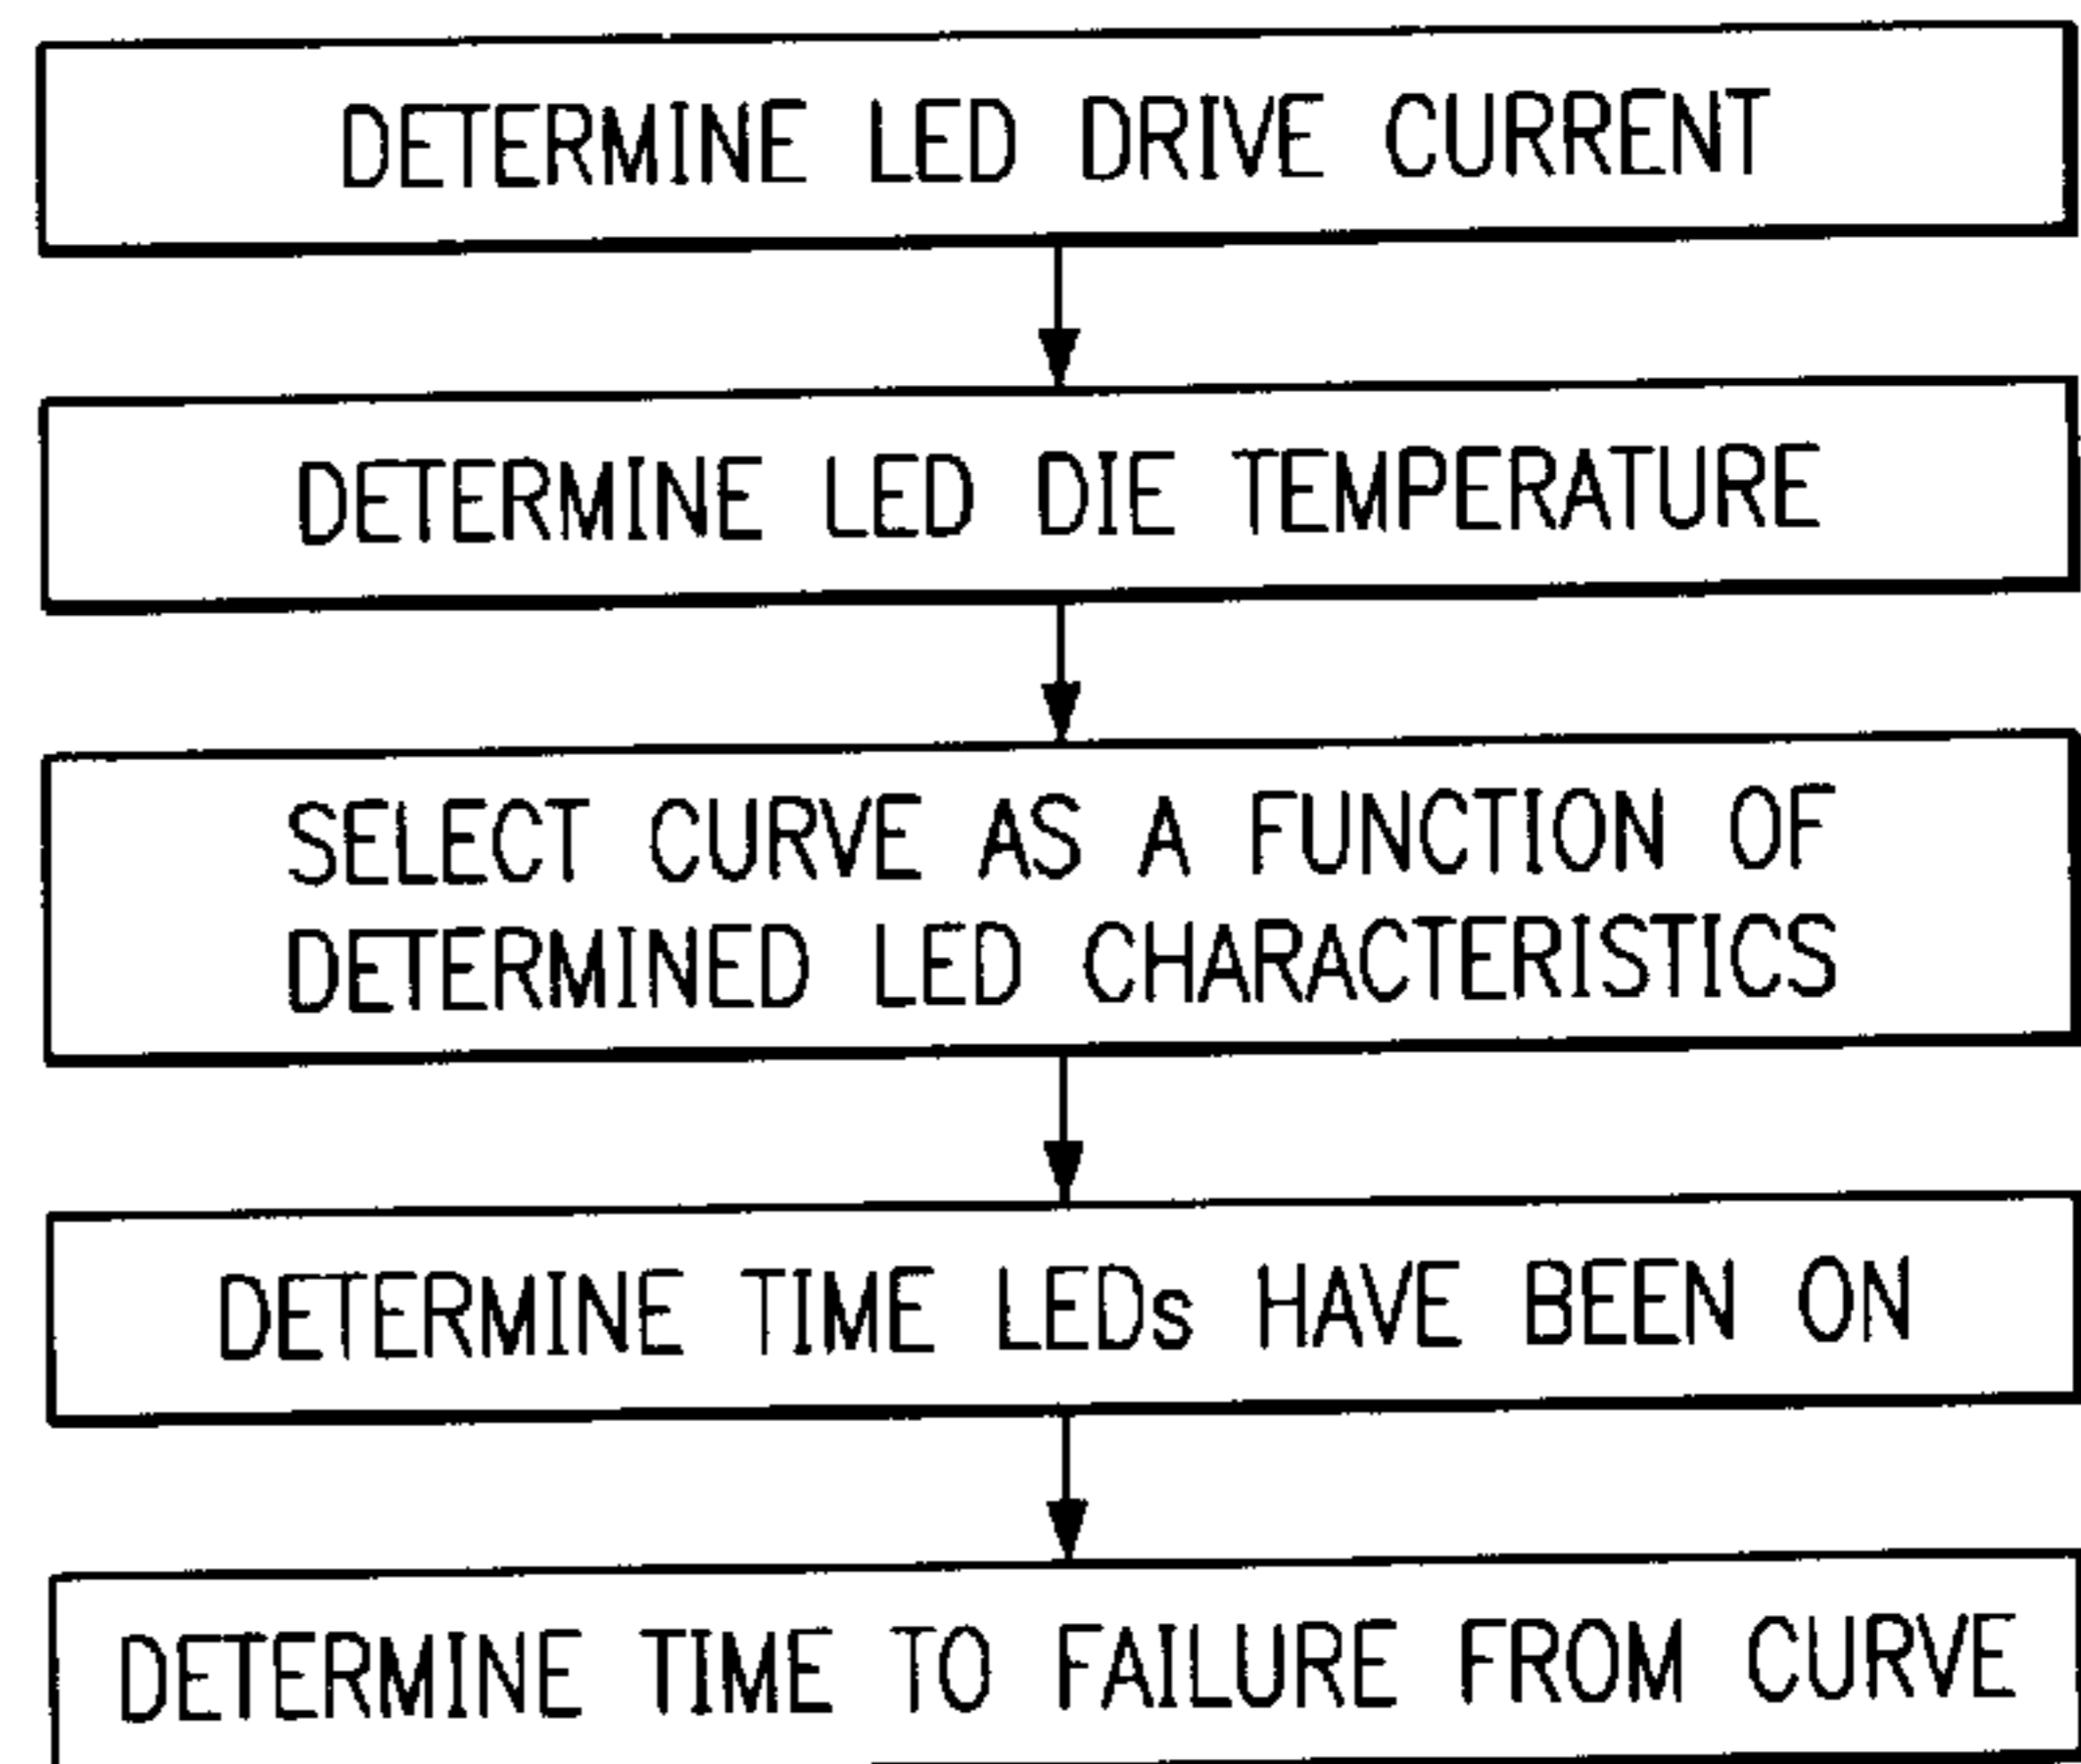 DETERMINE LED DRIVE CURRENT
DETERMINE LED DIE TEMPERATURE
SELECT CURVE AS A FUNCTION OF
DETERMINED LED CHARACTERISTICS
DETERMINE TIME LEDs HAVE BEEN ON
DETERMINE TIME TO FAILURE FROM CURVE